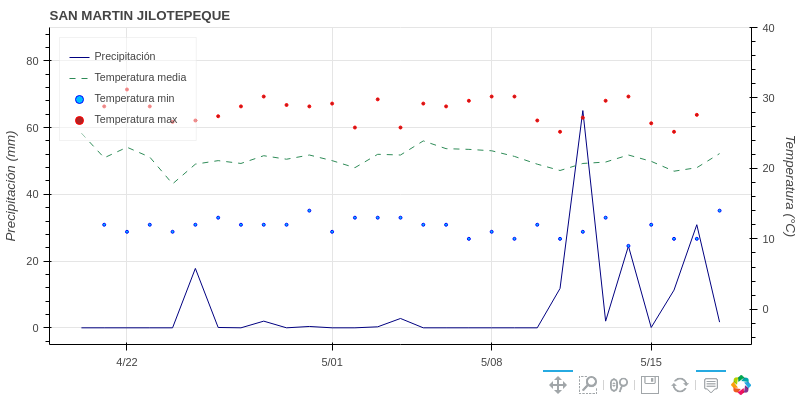 SAN MARTIN JILOTEPEQUE
Precipitación
Temperatura media
Temperatura min
Temperatura max
Precipitación (mm)
80
60
40
20
0
Temperatura (°C)
40
30
20
10
0
4/22
5/01
5/08
5/15